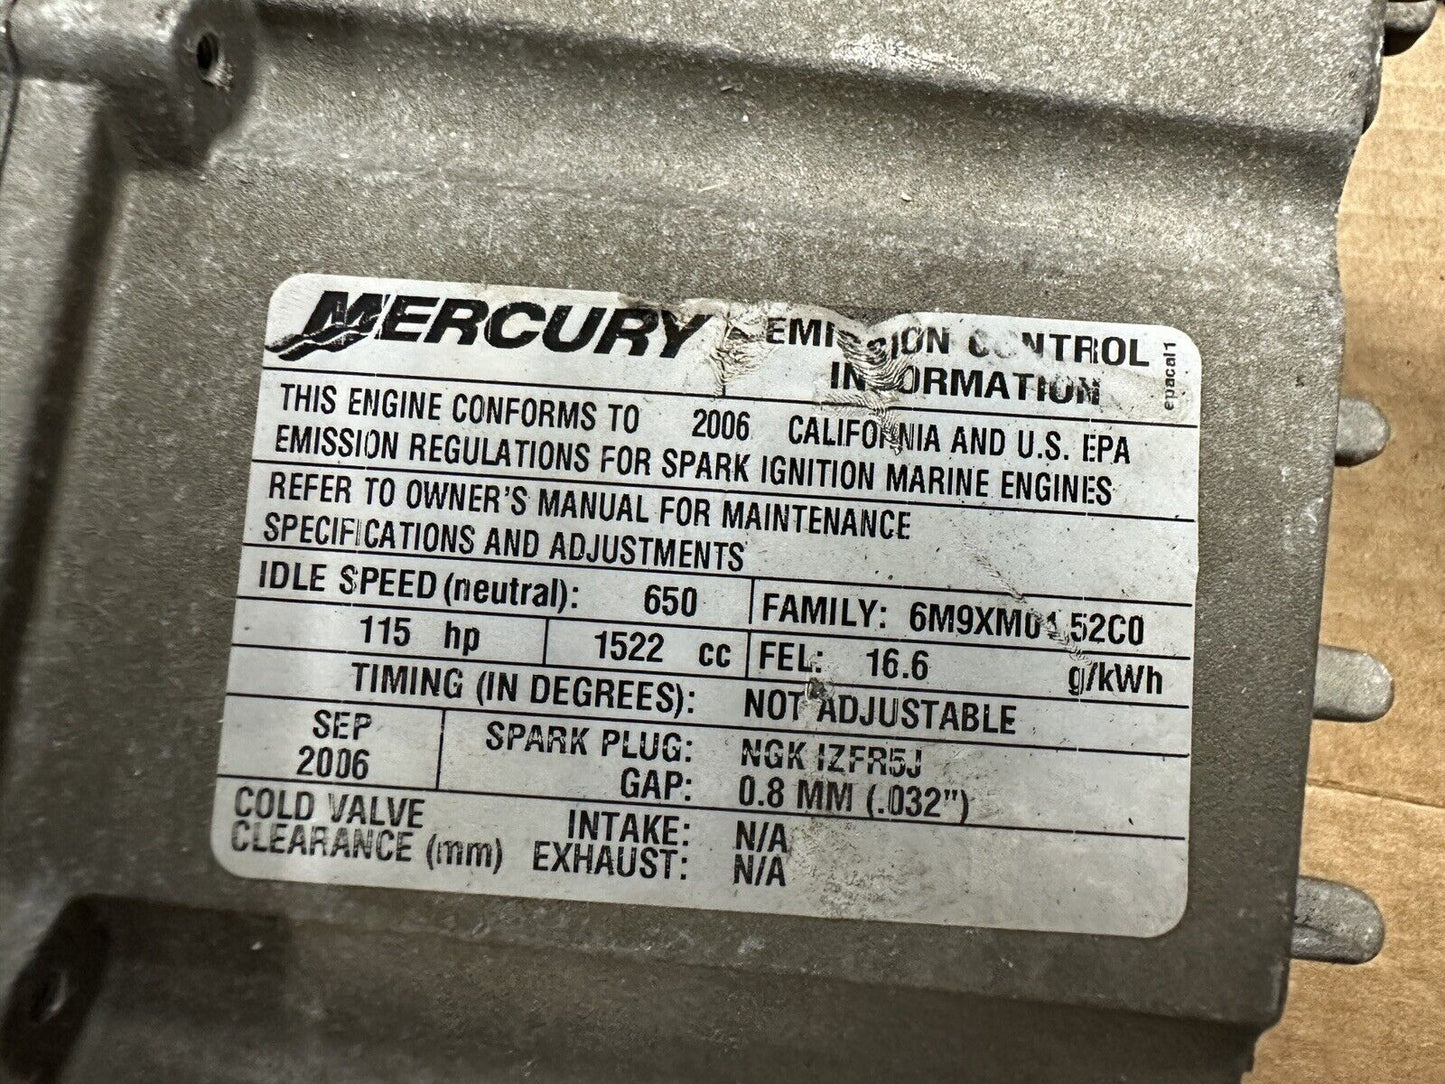 MERCURY EMISSION CONTROL
INFORMATION
epacal1
THIS ENGINE CONFORMS TO 2006 CALIFORNIA AND U.S. EPA
EMISSION REGULATIONS FOR SPARK IGNITION MARINE ENGINES
REFER TO OWNER'S MANUAL FOR MAINTENANCE
SPECIFICATIONS AND ADJUSTMENTS
IDLE SPEED (neutral): 650 FAMILY: 6M9XM01.52C0
115 hp 1522 cc FEL: 16.6 g/kWh
TIMING (IN DEGREES): NOT ADJUSTABLE
SEP SPARK PLUG: NGK IZFR5J
2006 GAP: 0.8 MM (.032")
COLD VALVE INTAKE: N/A
CLEARANCE (mm) EXHAUST: N/A